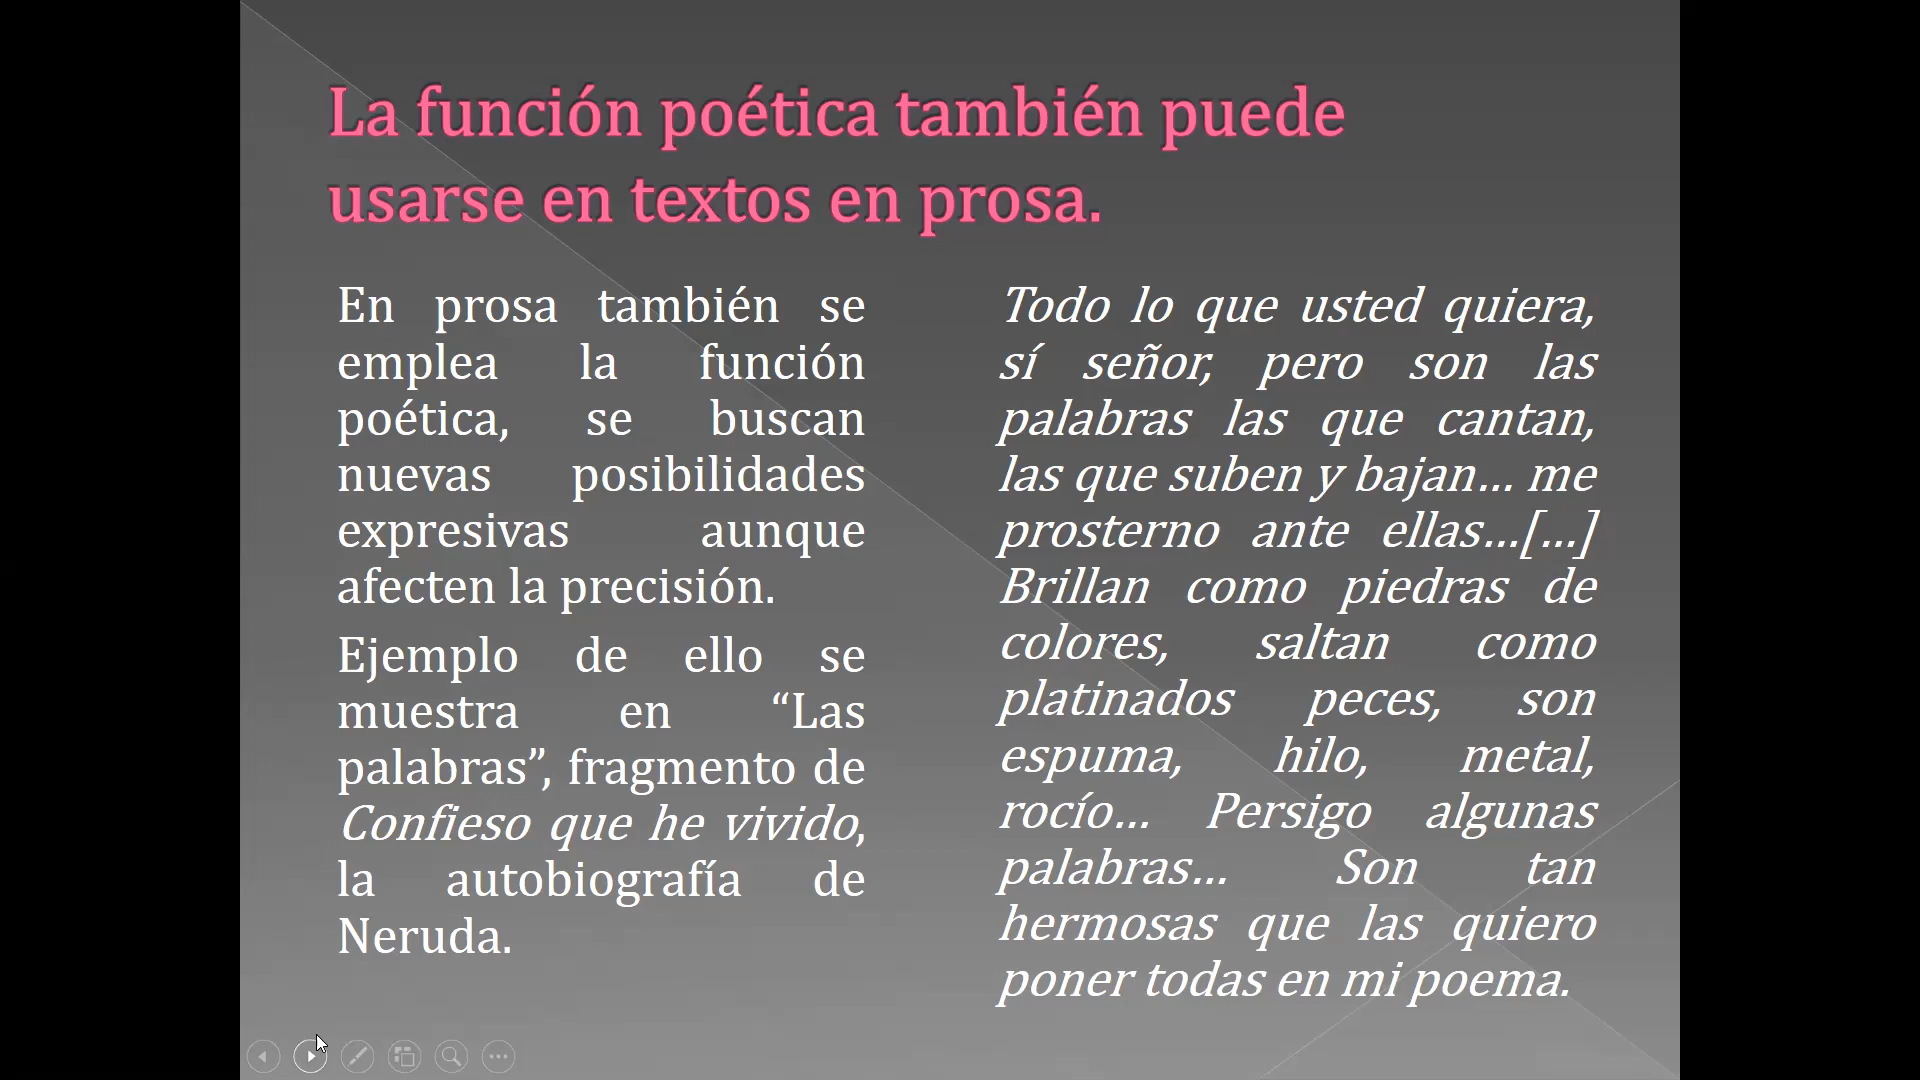 La función poética también puede
usarse en textos en prosa.
En prosa también se
emplea la función
poética, se buscan
nuevas posibilidades
expresivas aunque
afecten la precisión.
Ejemplo de ello se
muestra en “Las
palabras”, fragmento de
Confieso que he vivido,
la autobiografía de
Neruda.
Todo lo que usted quiera,
sí señor, pero son las
palabras las que cantan,
las que suben y bajan… me
prosterno ante ellas…[…]
Brillan como piedras de
colores, saltan como
platinados peces, son
espuma, hilo, metal,
rocío… Persigo algunas
palabras… Son tan
hermosas que las quiero
poner todas en mi poema.